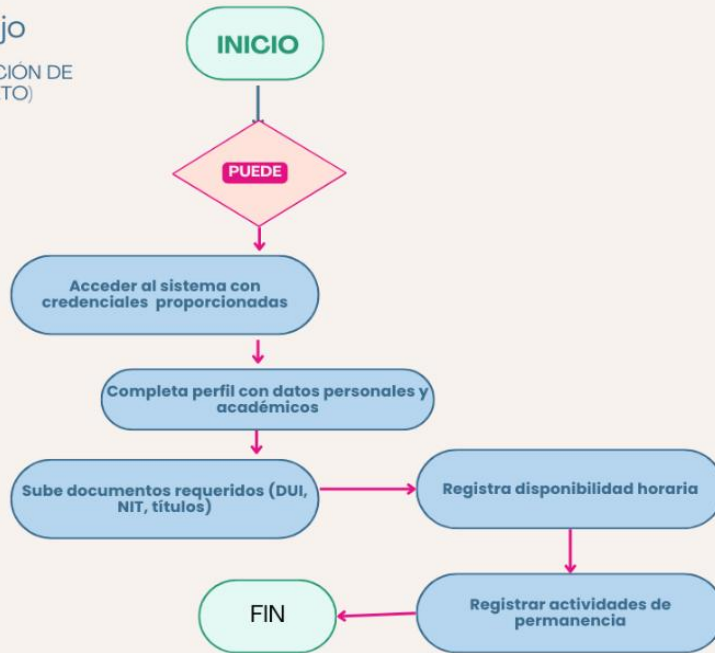 jo
CIÓN DE
TO)
INICIO
PUEDE
Acceder al sistema con
credenciales proporcionadas
Completa perfil con datos personales y
académicos
Sube documentos requeridos (DUI,
NIT, títulos)
Registra disponibilidad horaria
Registrar actividades de
permanencia
FIN